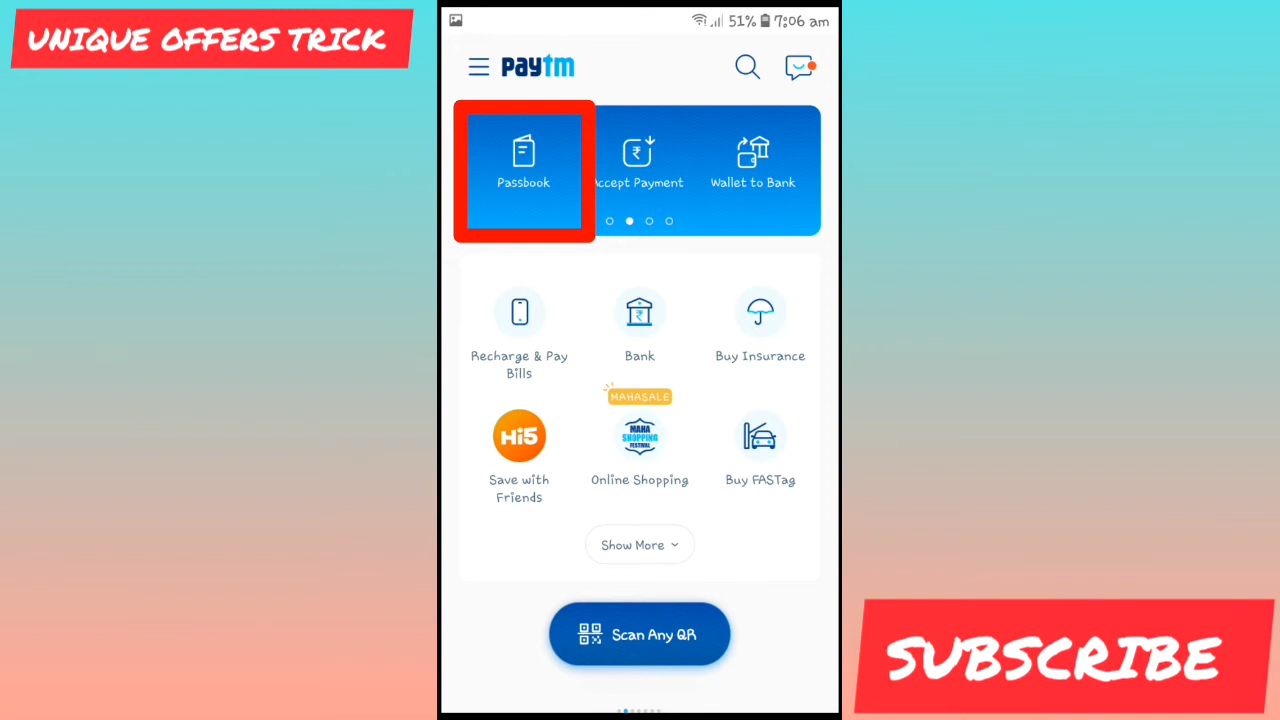 UNIQUE OFFERS TRICK
51% 7:06 am
paytm
Passbook
Accept Payment
Wallet to Bank
Recharge & Pay
Bills
Bank
Buy Insurance
MAHASALE
Hi5
MAHA
SHOPPING
FESTIVAL
Save with
Friends
Online Shopping
Buy FASTag
Show More
Scan Any QR
SUBSCRIBE